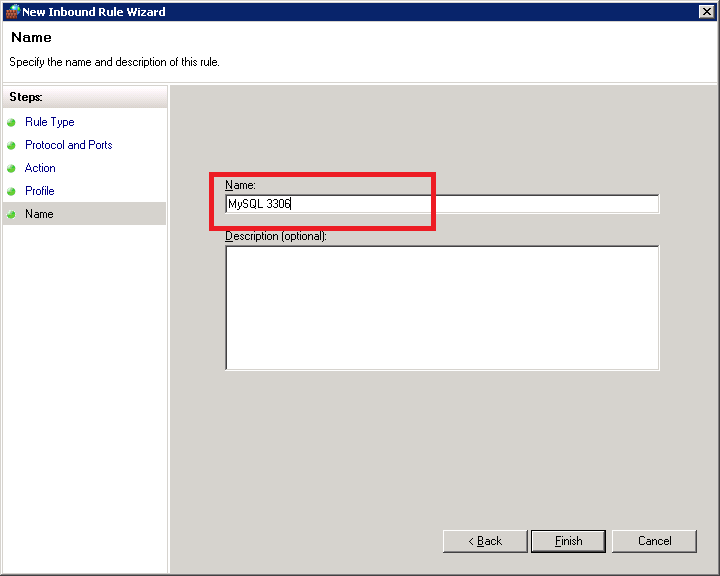 New Inbound Rule Wizard
Name
Specify the name and description of this rule.
Steps:
Rule Type
Protocol and Ports
Action
Profile
Name
Name:
MySQL 3306
Description (optional):
< Back
Finish
Cancel